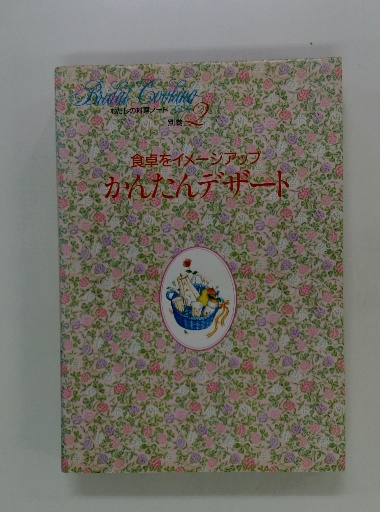 Bridal Cooking
わたしの料理ノート
別巻 2
食卓をイメージアップ
かんたんデザート